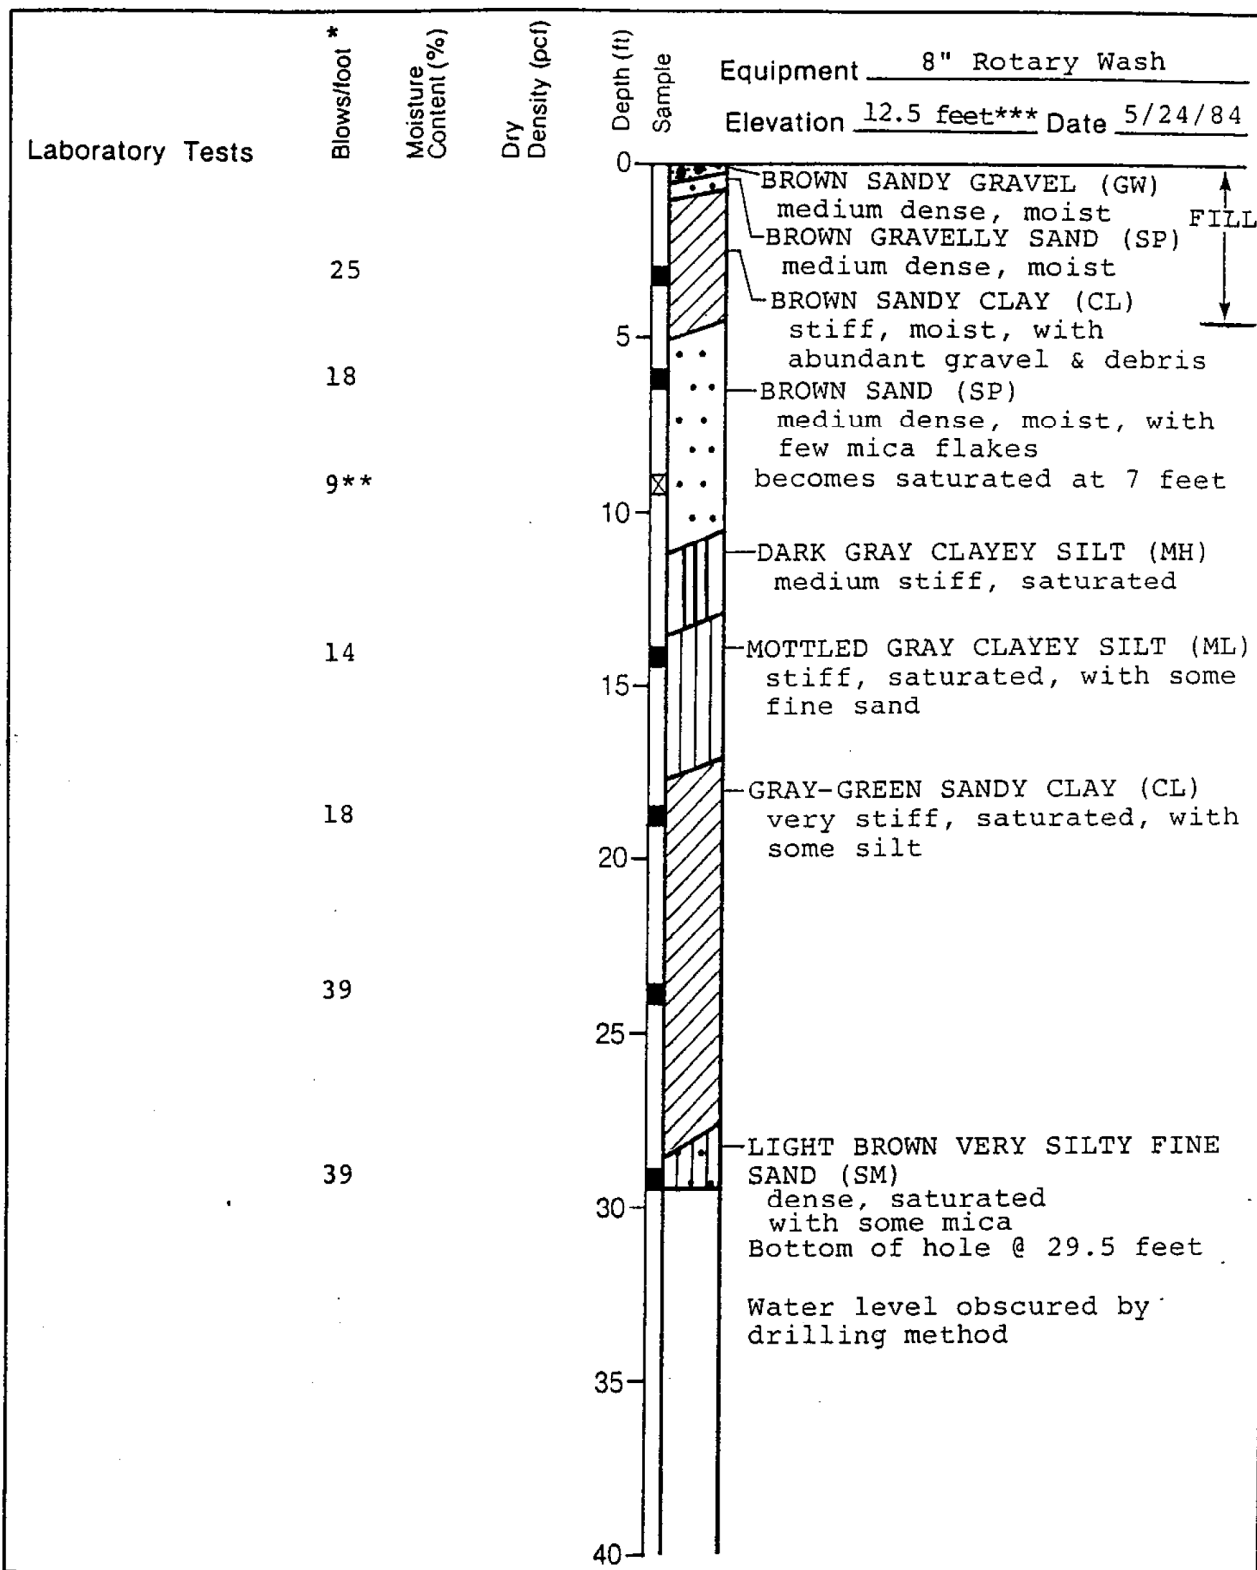 Laboratory Tests
Blows/foot *
Moisture
Content (%)
Dry
Density (pcf)
Depth (ft)
Sample
Equipment 8" Rotary Wash
Elevation 12.5 feet*** Date 5/24/84
0
BROWN SANDY GRAVEL (GW)
medium dense, moist
FILL
BROWN GRAVELLY SAND (SP)
medium dense, moist
25
BROWN SANDY CLAY (CL)
stiff, moist, with
5
abundant gravel & debris
18
BROWN SAND (SP)
medium dense, moist, with
few mica flakes
9**
becomes saturated at 7 feet
10
DARK GRAY CLAYEY SILT (MH)
medium stiff, saturated
14
MOTTLED GRAY CLAYEY SILT (ML)
15
stiff, saturated, with some
fine sand
GRAY-GREEN SANDY CLAY (CL)
18
very stiff, saturated, with
20
some silt
39
25
LIGHT BROWN VERY SILTY FINE
39
SAND (SM)
dense, saturated
30
with some mica
Bottom of hole @ 29.5 feet
Water level obscured by
drilling method
35
40